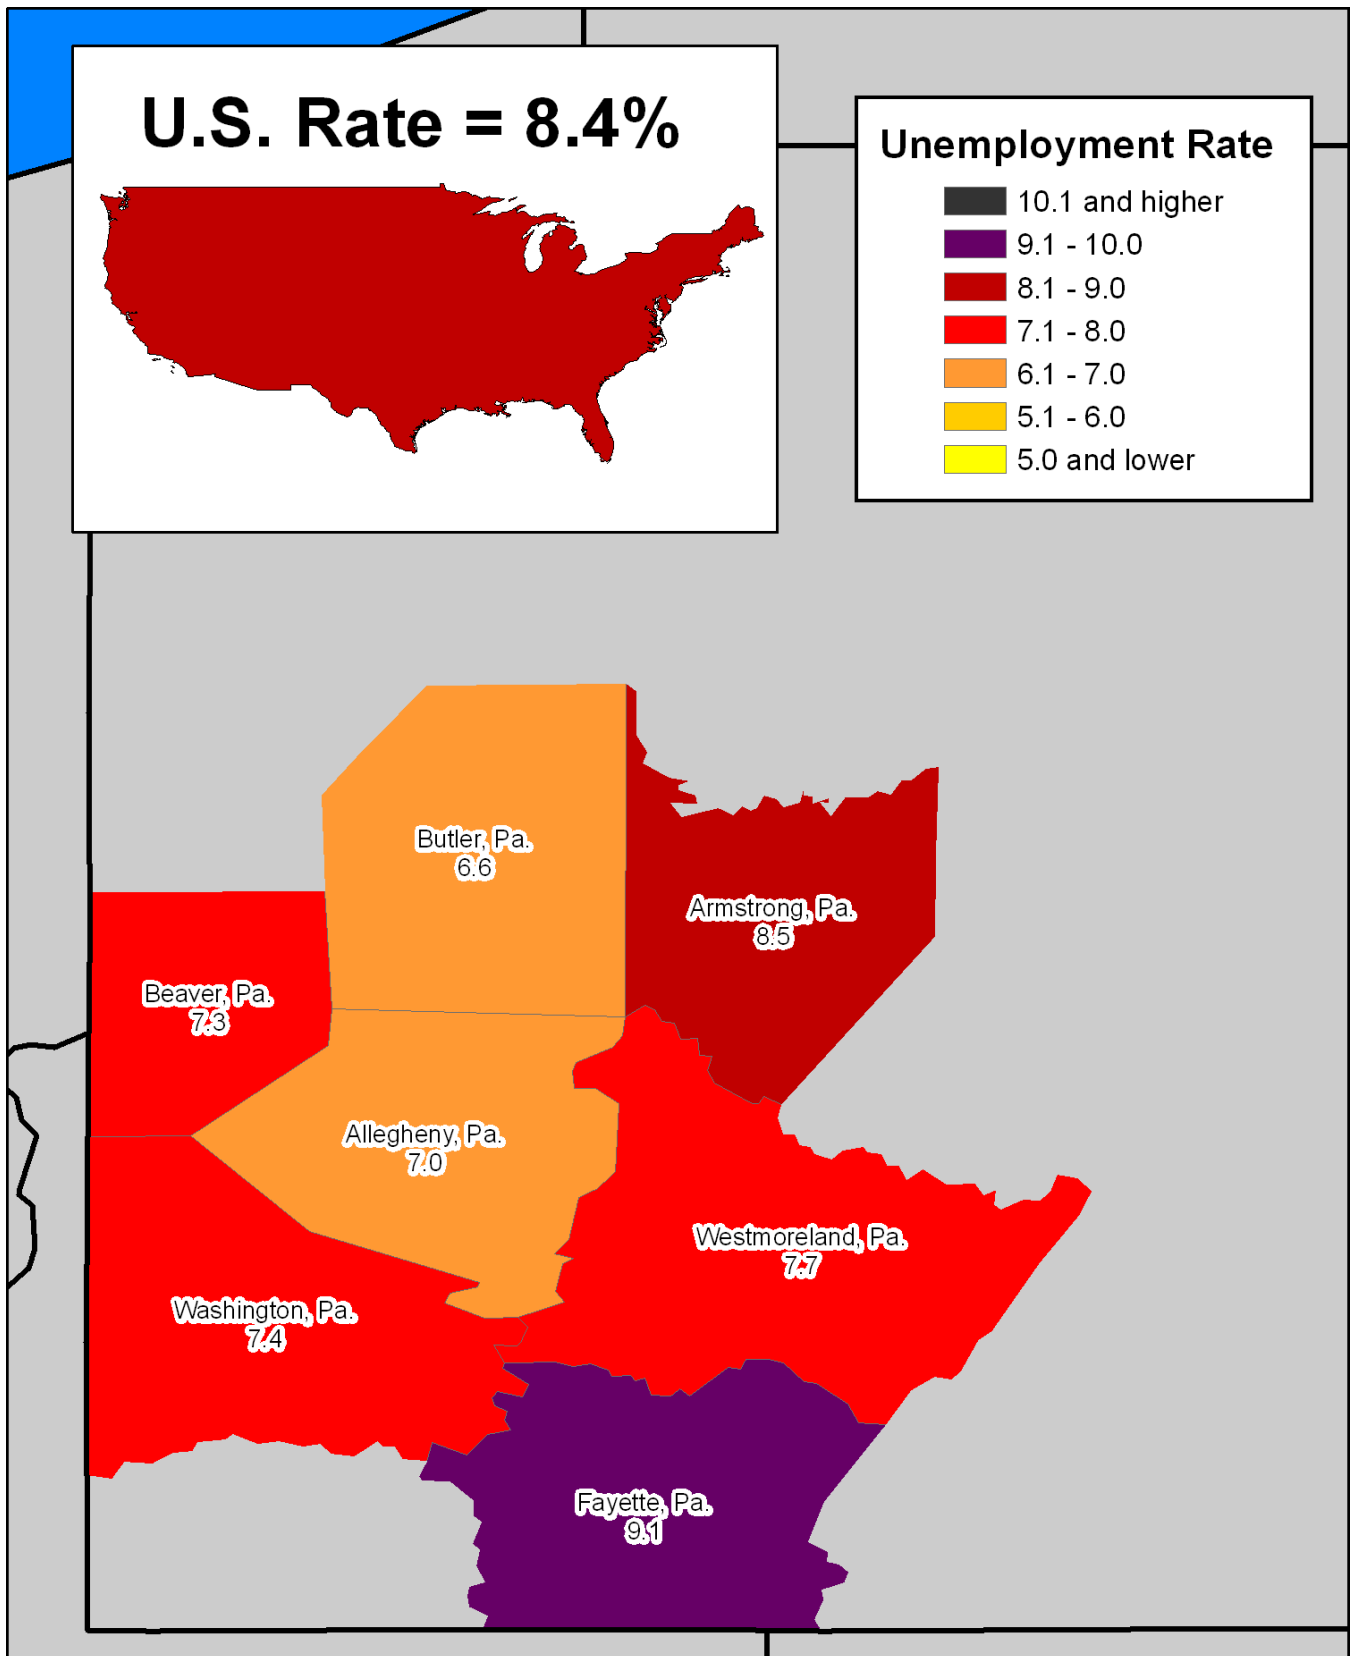 U.S. Rate = 8.4%
Unemployment Rate
10.1 and higher
9.1 - 10.0
8.1 - 9.0
7.1 - 8.0
6.1 - 7.0
5.1 - 6.0
5.0 and lower
Butler, Pa.
6.6
Armstrong, Pa.
8.5
Beaver, Pa.
7.3
Allegheny, Pa.
7.0
Westmoreland, Pa.
7.7
Washington, Pa.
7.4
Fayette, Pa.
9.1